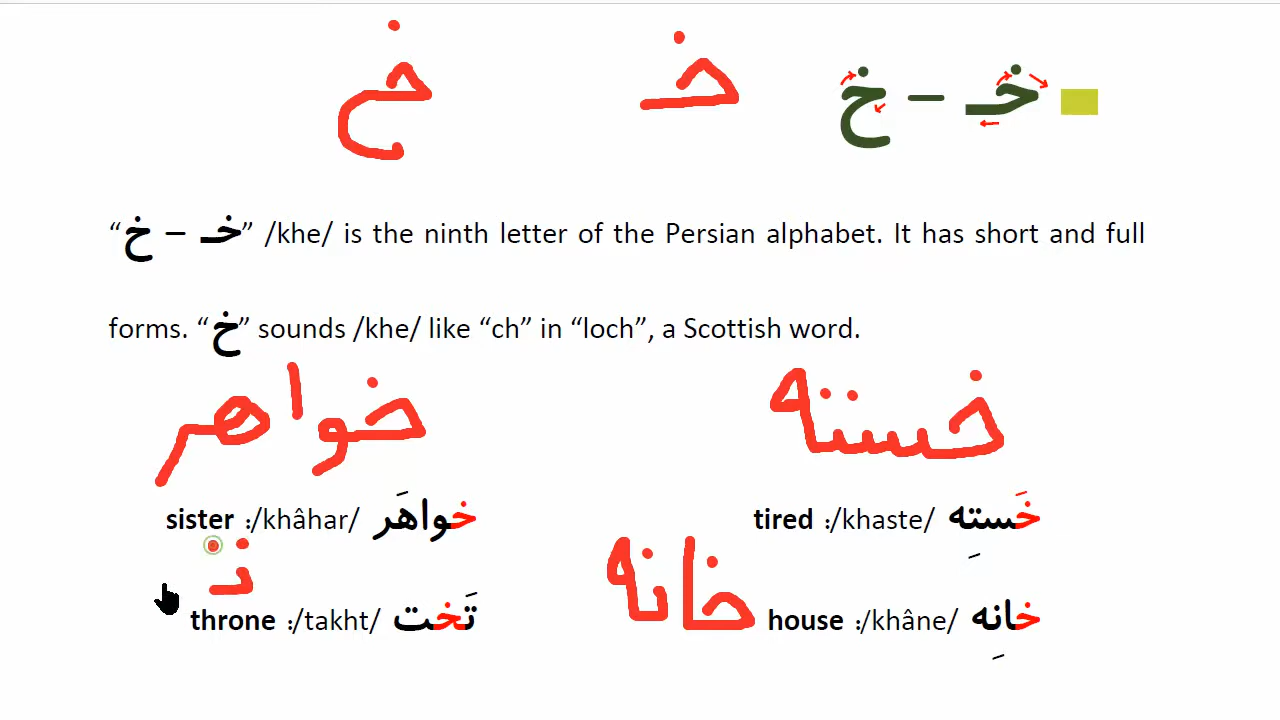 خ خـ خـ – خ
“خـ – خ” /khe/ is the ninth letter of the Persian alphabet. It has short and full
forms. “خ” sounds /khe/ like “ch” in “loch”, a Scottish word.
خسته خواهر
خَستِه /khaste/: tired خواهَر /khâhar/: sister
خانه
خانِه /khâne/: house تَخت /takht/: throne